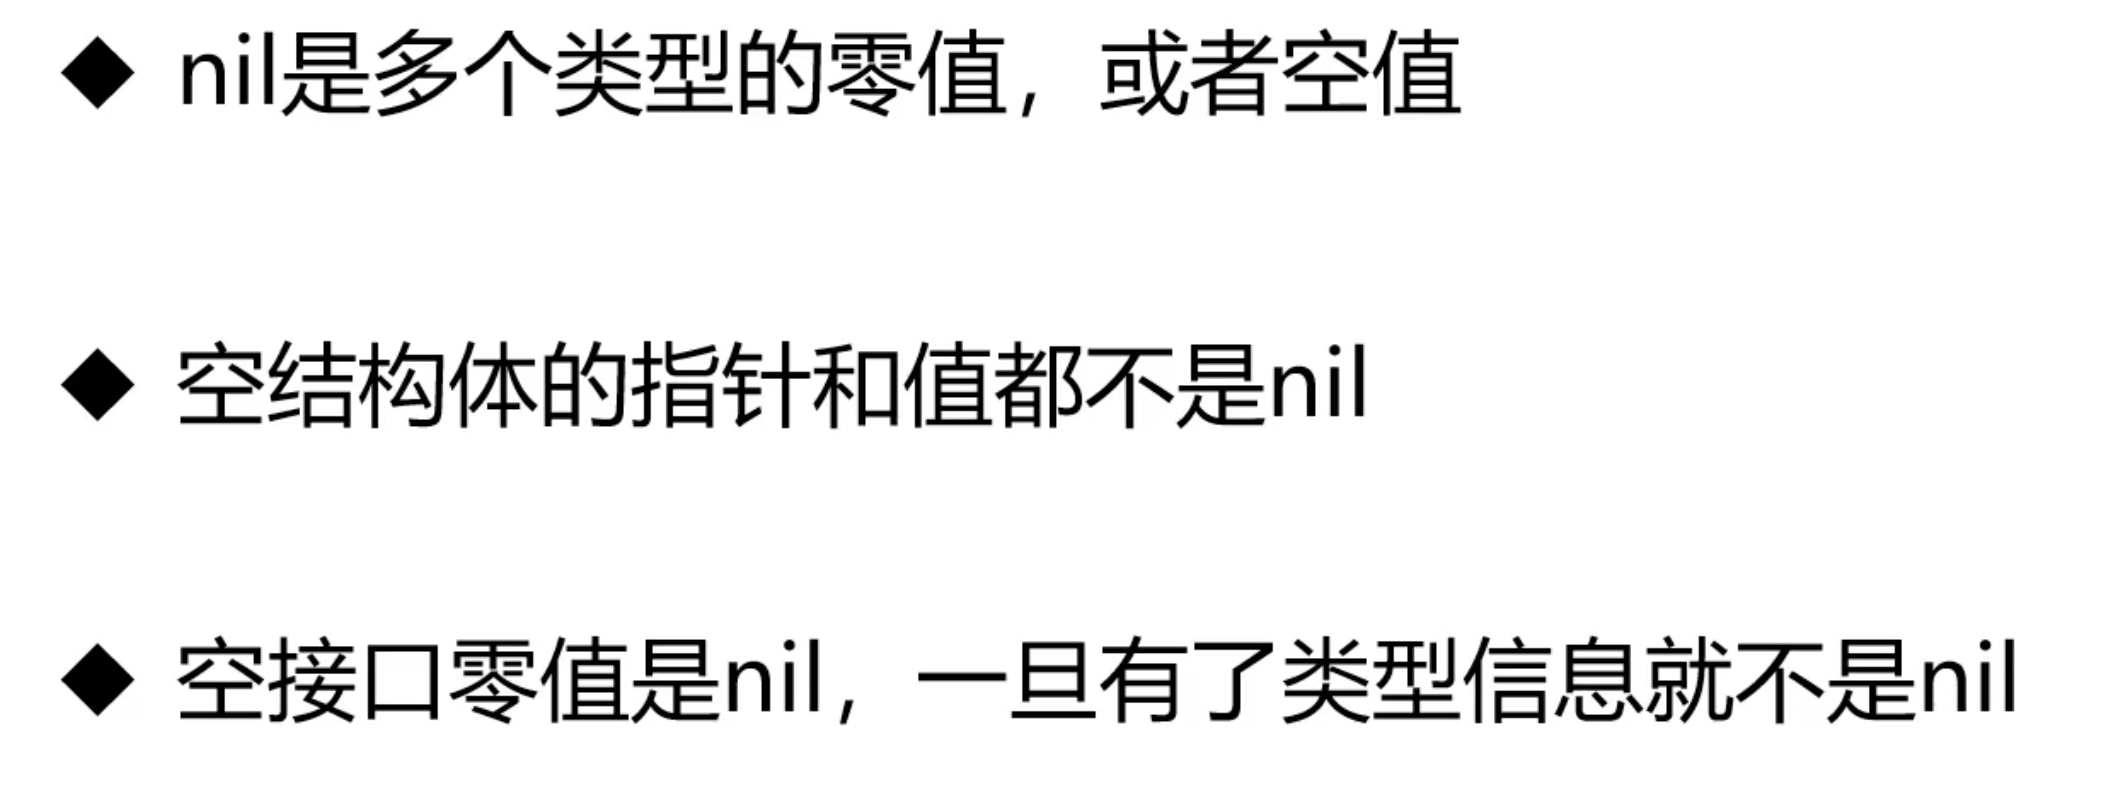 ◆ nil是多个类型的零值，或者空值
◆ 空结构体的指针和值都不是nil
◆ 空接口零值是nil，一旦有了类型信息就不是nil